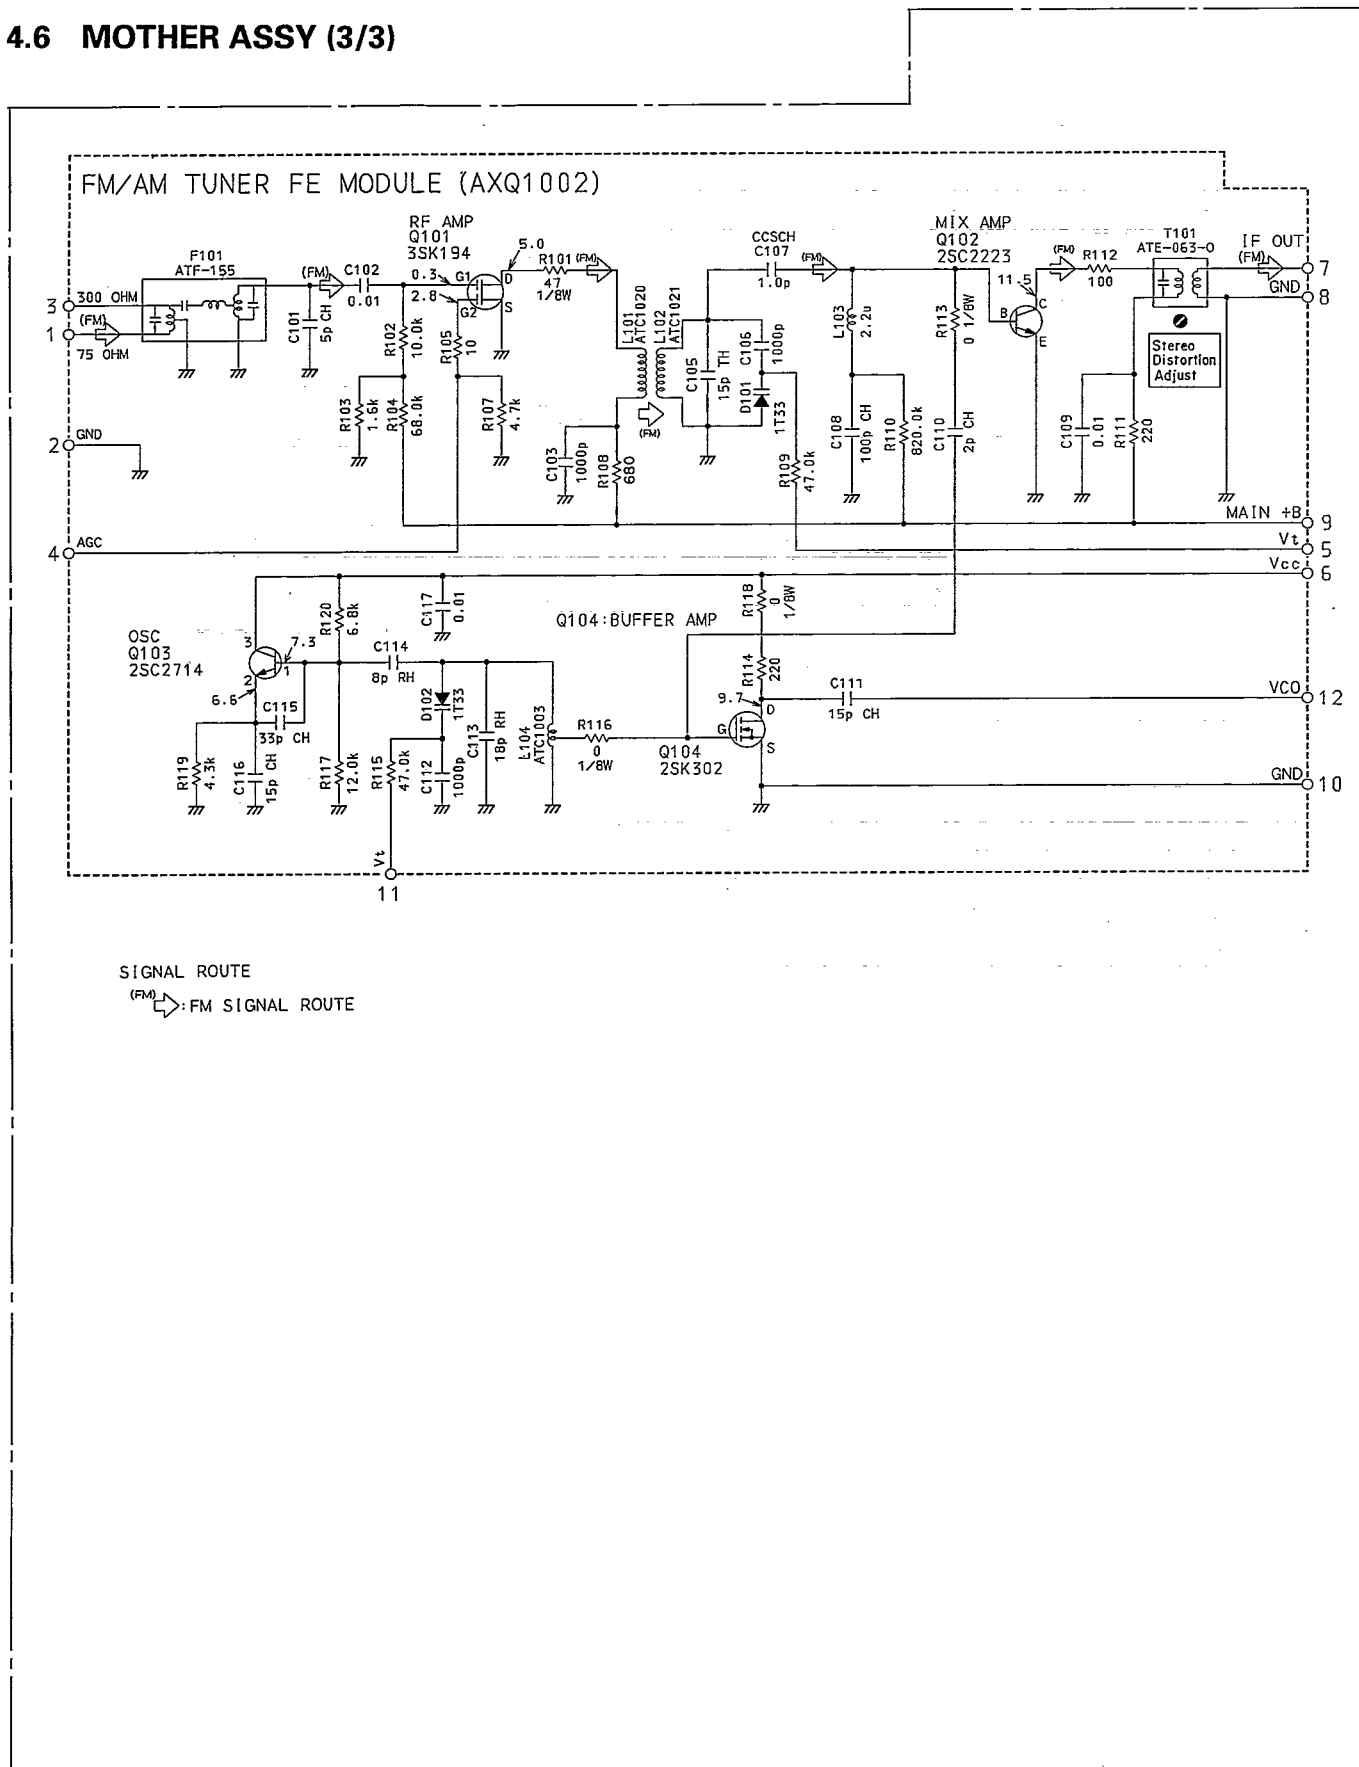 4.6 MOTHER ASSY (3/3)
FM/AM TUNER FE MODULE (AXQ1002)
F101
ATF-155
3
300 OHM
(FM)
1
75 OHM
2
GND
4
AGC
C101
5p CH
(FM)
C102
0.01
RF AMP
Q101
3SK194
0.3
2.8
G1
G2
D
S
5.0
R101
47
1/8W
(FM)
R102
10.0k
R105
10
R103
1.6k
R104
68.0k
R107
4.7k
C103
1000p
R108
680
L101
ATC1020
L102
ATC1021
(FM)
C105
15p TH
C106
1000p
D101
1T33
R109
47.0k
CCSCH
C107
1.0p
(FM)
L103
2.2u
C108
100p CH
R110
820.0k
MIX AMP
Q102
2SC2223
R113
0 1/8W
C110
2p CH
11.5
B
C
E
(FM)
R112
100
T101
ATE-063-O
IF OUT
(FM)
7
GND
8
Stereo
Distortion
Adjust
C109
0.01
R111
220
MAIN +B
9
Vt
5
Vcc
6
OSC
Q103
2SC2714
3
2
1
7.3
6.6
R120
6.8k
C117
0.01
C114
8p RH
C115
33p CH
R119
4.3k
C116
15p CH
R117
12.0k
R115
47.0k
D102
1T33
C112
1000p
C113
18p RH
L104
ATC1003
R116
0
1/8W
Q104:BUFFER AMP
R118
0
1/8W
R114
220
9.7
D
G
S
Q104
2SK302
C111
15p CH
VCO
12
GND
10
Vt
11
SIGNAL ROUTE
(FM) :FM SIGNAL ROUTE